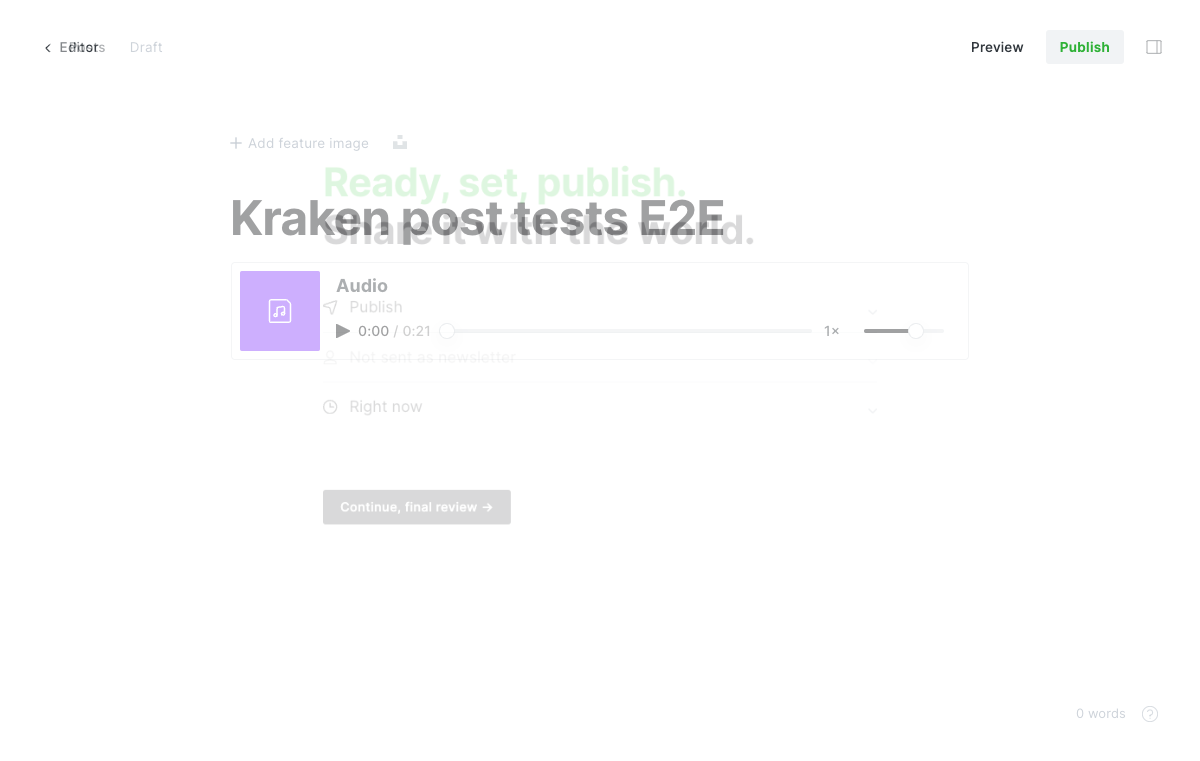 Editor
Posts
Draft
Preview
Publish
Add feature image
Ready, set, publish.
Kraken post tests E2E
Share it with the world.
Audio
Publish
0:00 / 0:21
1×
Not sent as newsletter
Right now
Continue, final review →
0 words
?